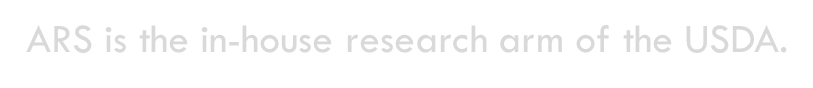 ARS is the in-house research arm of the USDA.